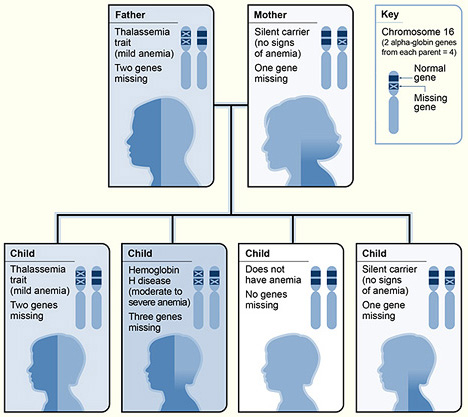 Father
Thalassemia
trait
(mild anemia)
Two genes
missing
Mother
Silent carrier
(no signs
of anemia)
One gene
missing
Key
Chromosome 16
(2 alpha-globin genes
from each parent = 4)
Normal
gene
Missing
gene
Child
Thalassemia
trait
(mild anemia)
Two genes
missing
Child
Hemoglobin
H disease
(moderate to
severe anemia)
Three genes
missing
Child
Does not
have anemia
No genes
missing
Child
Silent carrier
(no signs
of anemia)
One gene
missing